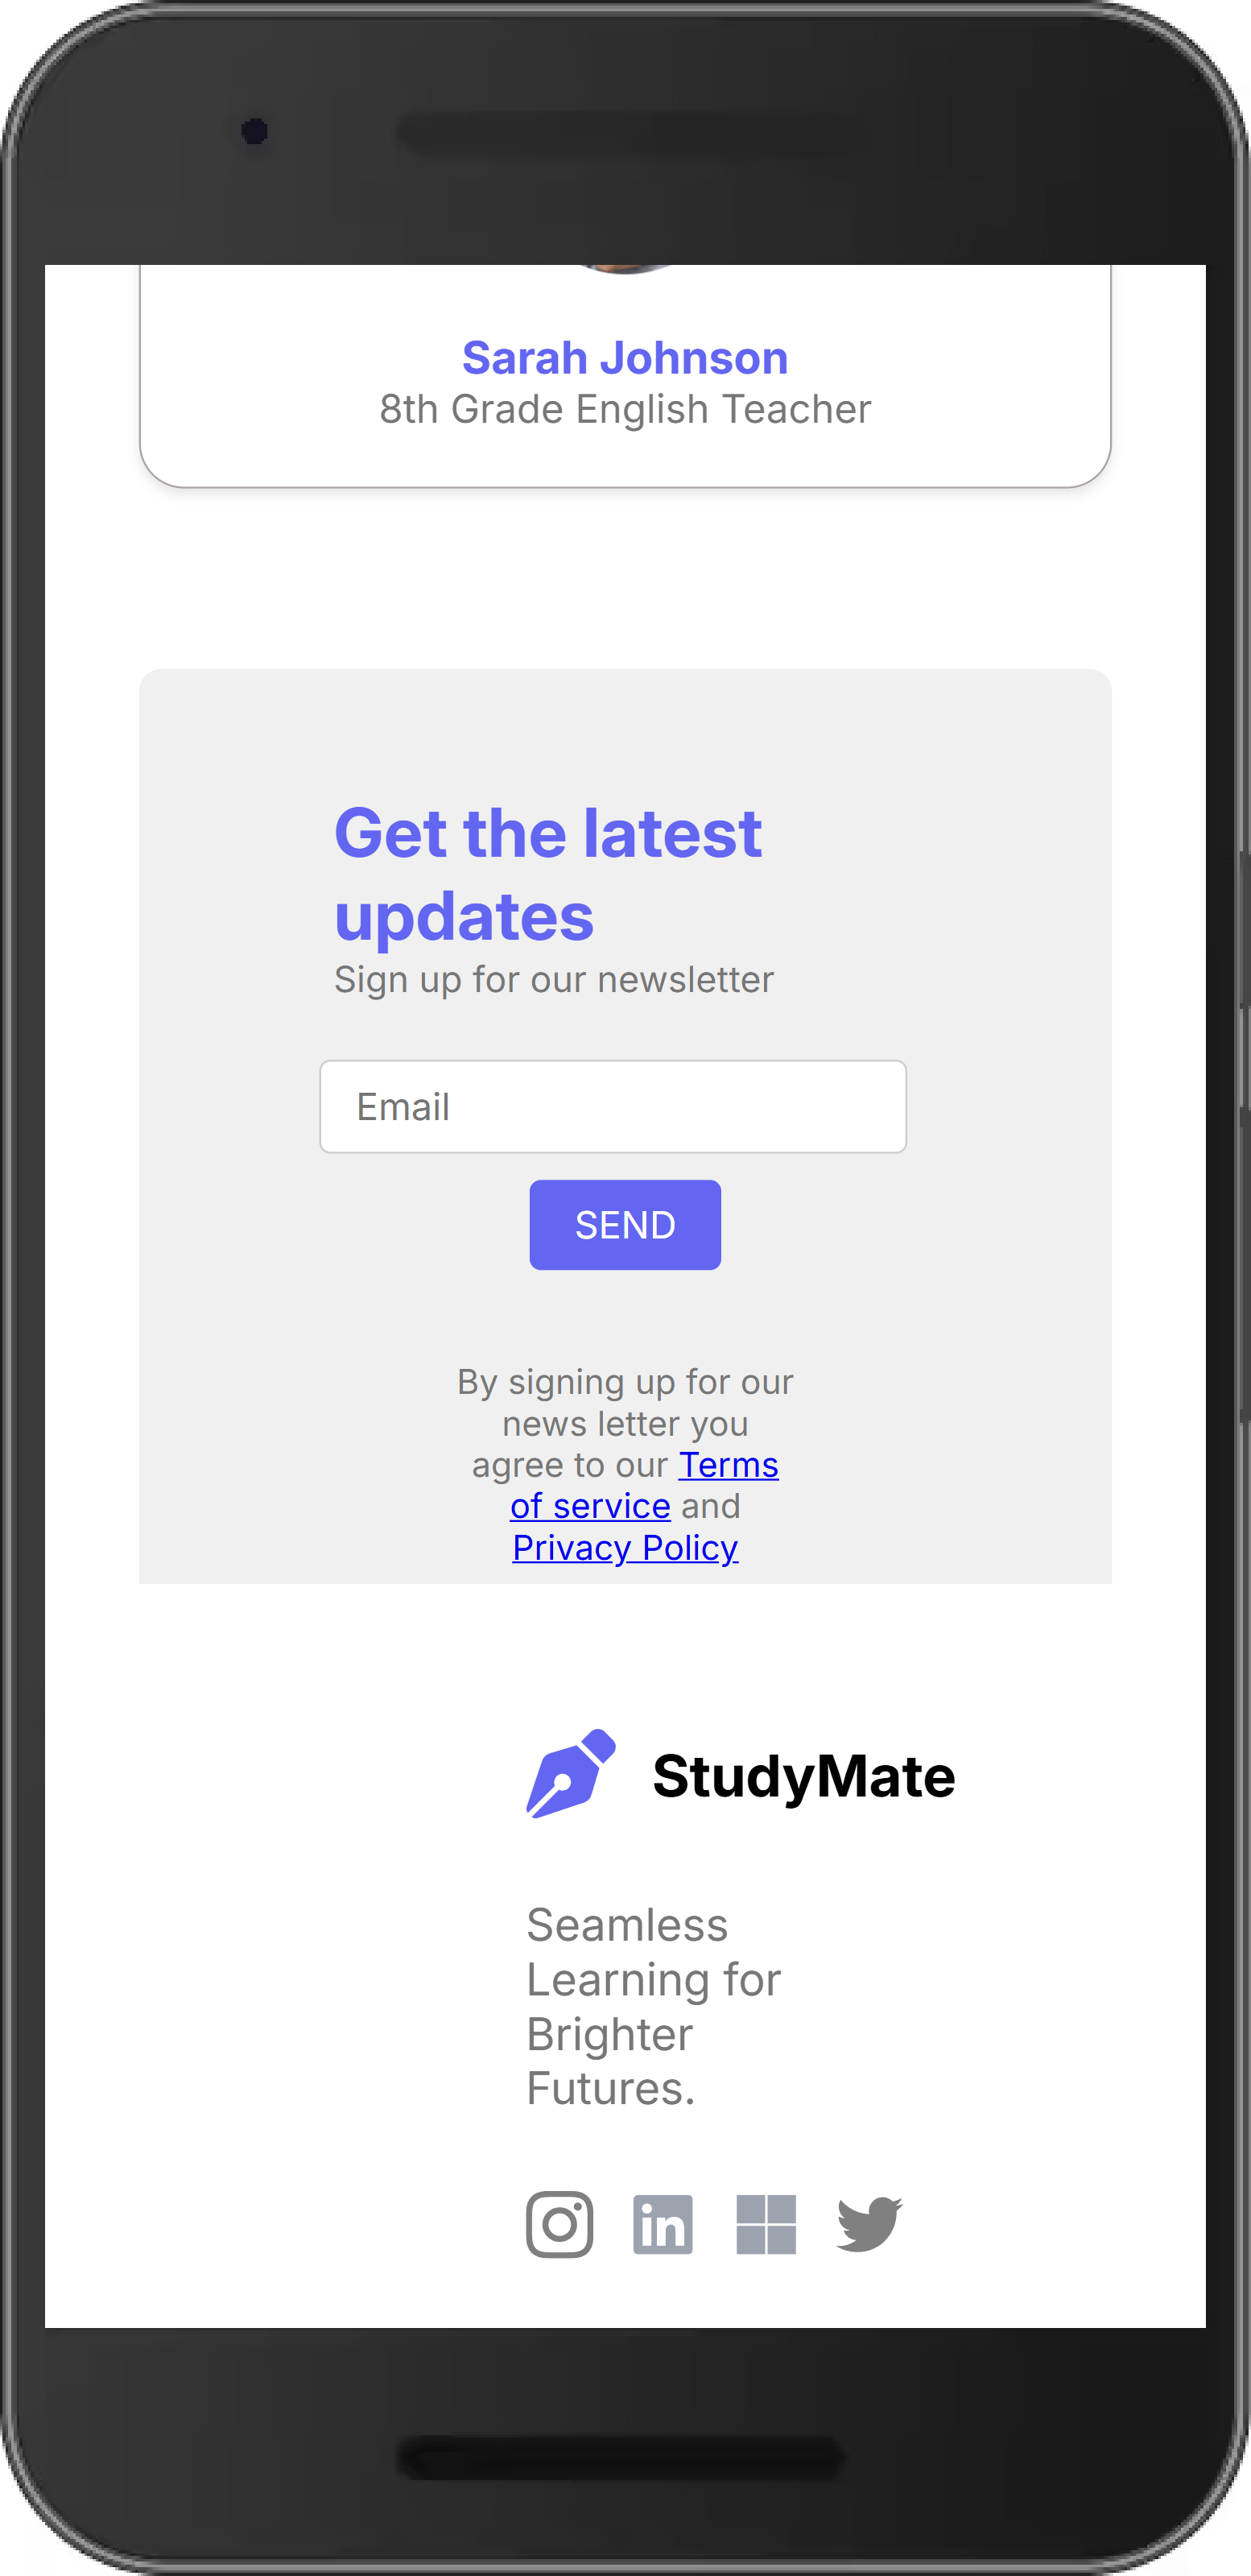 Sarah Johnson
8th Grade English Teacher
Get the latest
updates
Sign up for our newsletter
Email
SEND
By signing up for our
news letter you
agree to our Terms
of service and
Privacy Policy
StudyMate
Seamless
Learning for
Brighter
Futures.
in